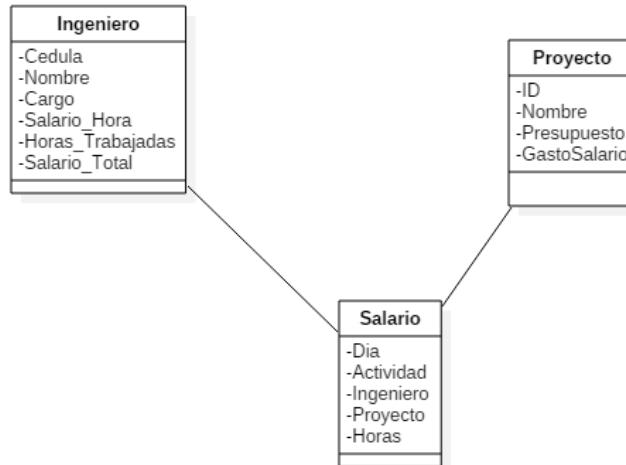 Ingeniero
-Cedula
-Nombre
-Cargo
-Salario_Hora
-Horas_Trabajadas
-Salario_Total
Proyecto
-ID
-Nombre
-Presupuesto
-GastoSalario
Salario
-Dia
-Actividad
-Ingeniero
-Proyecto
-Horas